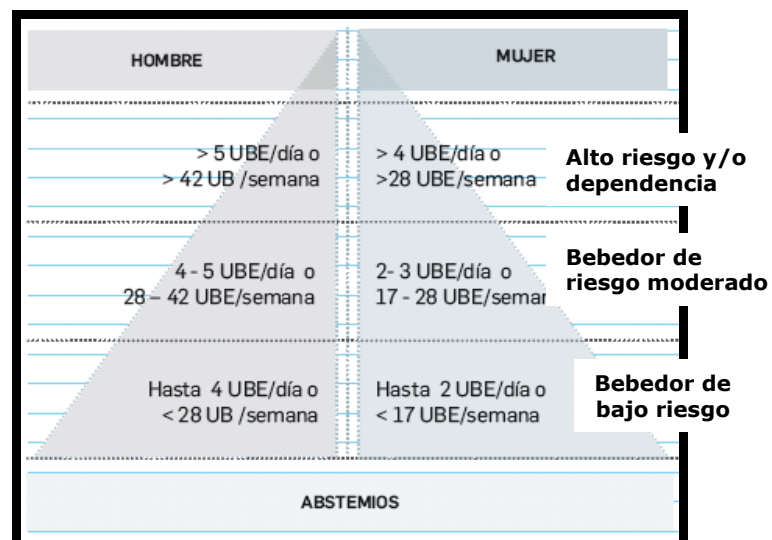 HOMBRE
MUJER
> 5 UBE/día o
> 42 UB /semana
> 4 UBE/día o
>28 UBE/semana
Alto riesgo y/o
dependencia
4 - 5 UBE/día o
28 – 42 UBE/semana
2- 3 UBE/día o
17 - 28 UBE/semar
Bebedor de
riesgo moderado
Hasta 4 UBE/día o
< 28 UB /semana
Hasta 2 UBE/día o
< 17 UBE/semana
Bebedor de
bajo riesgo
ABSTEMIOS